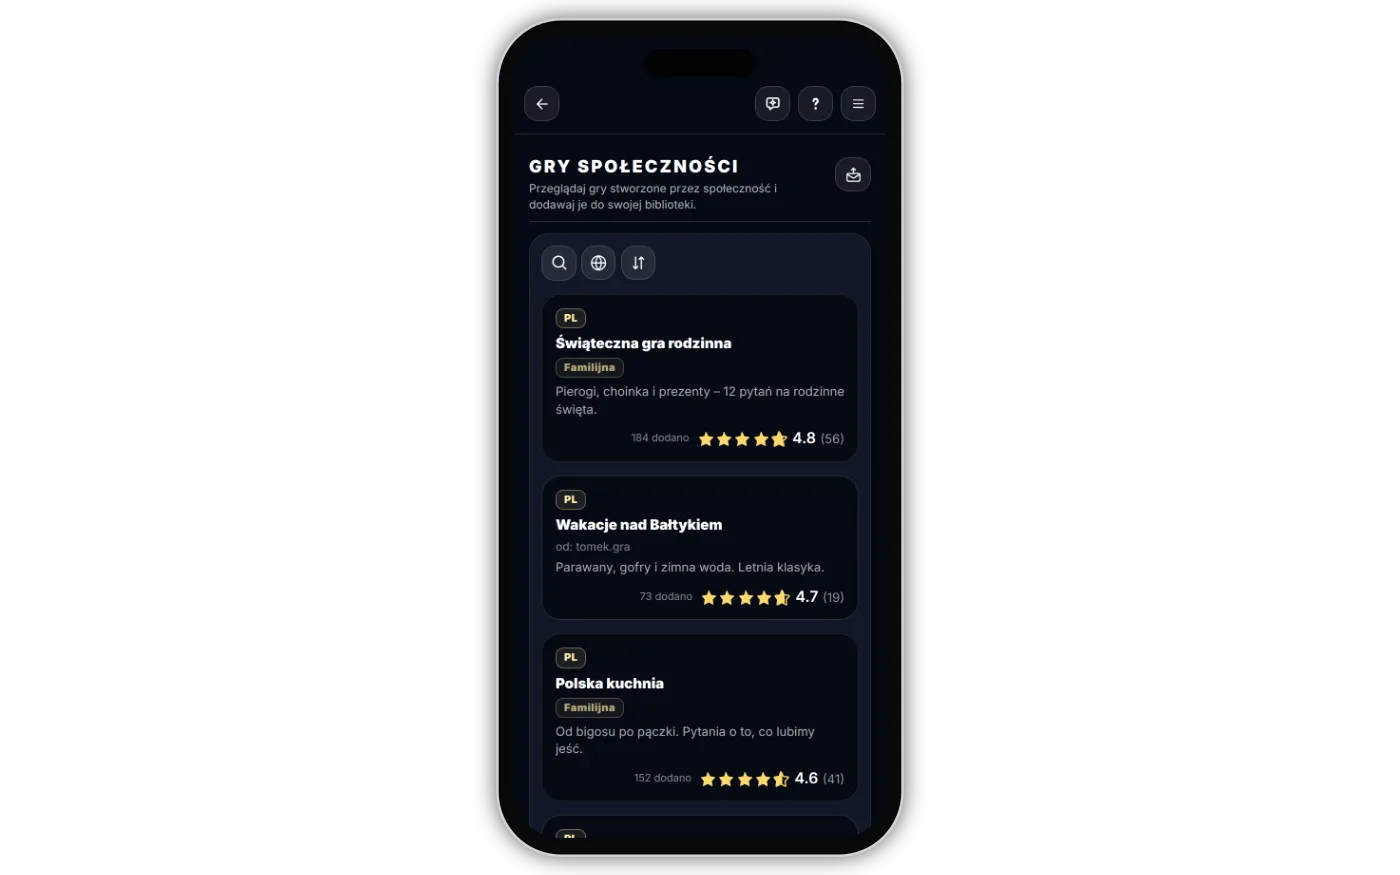 ?
GRY SPOŁECZNOŚCI
Przeglądaj gry stworzone przez społeczność i
dodawaj je do swojej biblioteki.
PL
Świąteczna gra rodzinna
Familijna
Pierogi, choinka i prezenty – 12 pytań na rodzinne
święta.
184 dodano 4.8 (56)
PL
Wakacje nad Bałtykiem
od: tomek.gra
Parawany, gofry i zimna woda. Letnia klasyka.
73 dodano 4.7 (19)
PL
Polska kuchnia
Familijna
Od bigosu po pączki. Pytania o to, co lubimy
jeść.
152 dodano 4.6 (41)
PL